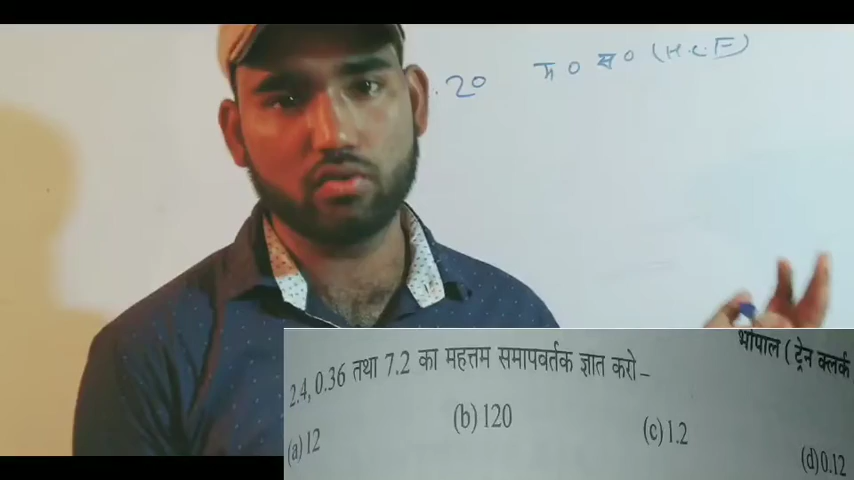 .20 म० स० (H.C.F)
भोपाल (ट्रेन क्लर्क
2.4, 0.36 तथा 7.2 का महत्तम समापवर्तक ज्ञात करो–
(a)12 (b)120 (c)1.2 (d)0.12